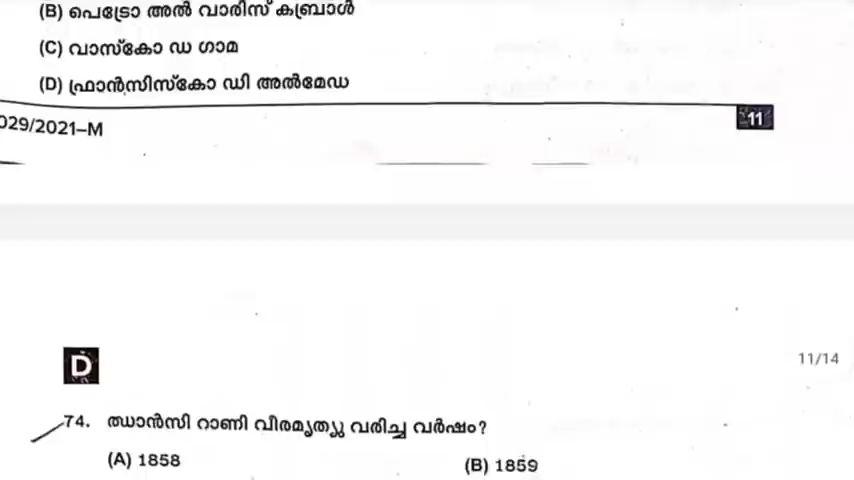 (B) പെഡ്രോ അൽ വാരിസ് കബ്രാൾ
(C) വാസ്കോ ഡ ഗാമ
(D) ഫ്രാൻസിസ്കോ ഡി അൽമേഡ
029/2021-M
11
D
11/14
74. ഝാൻസി റാണി വീരമൃത്യു വരിച്ച വർഷം?
(A) 1858
(B) 1859